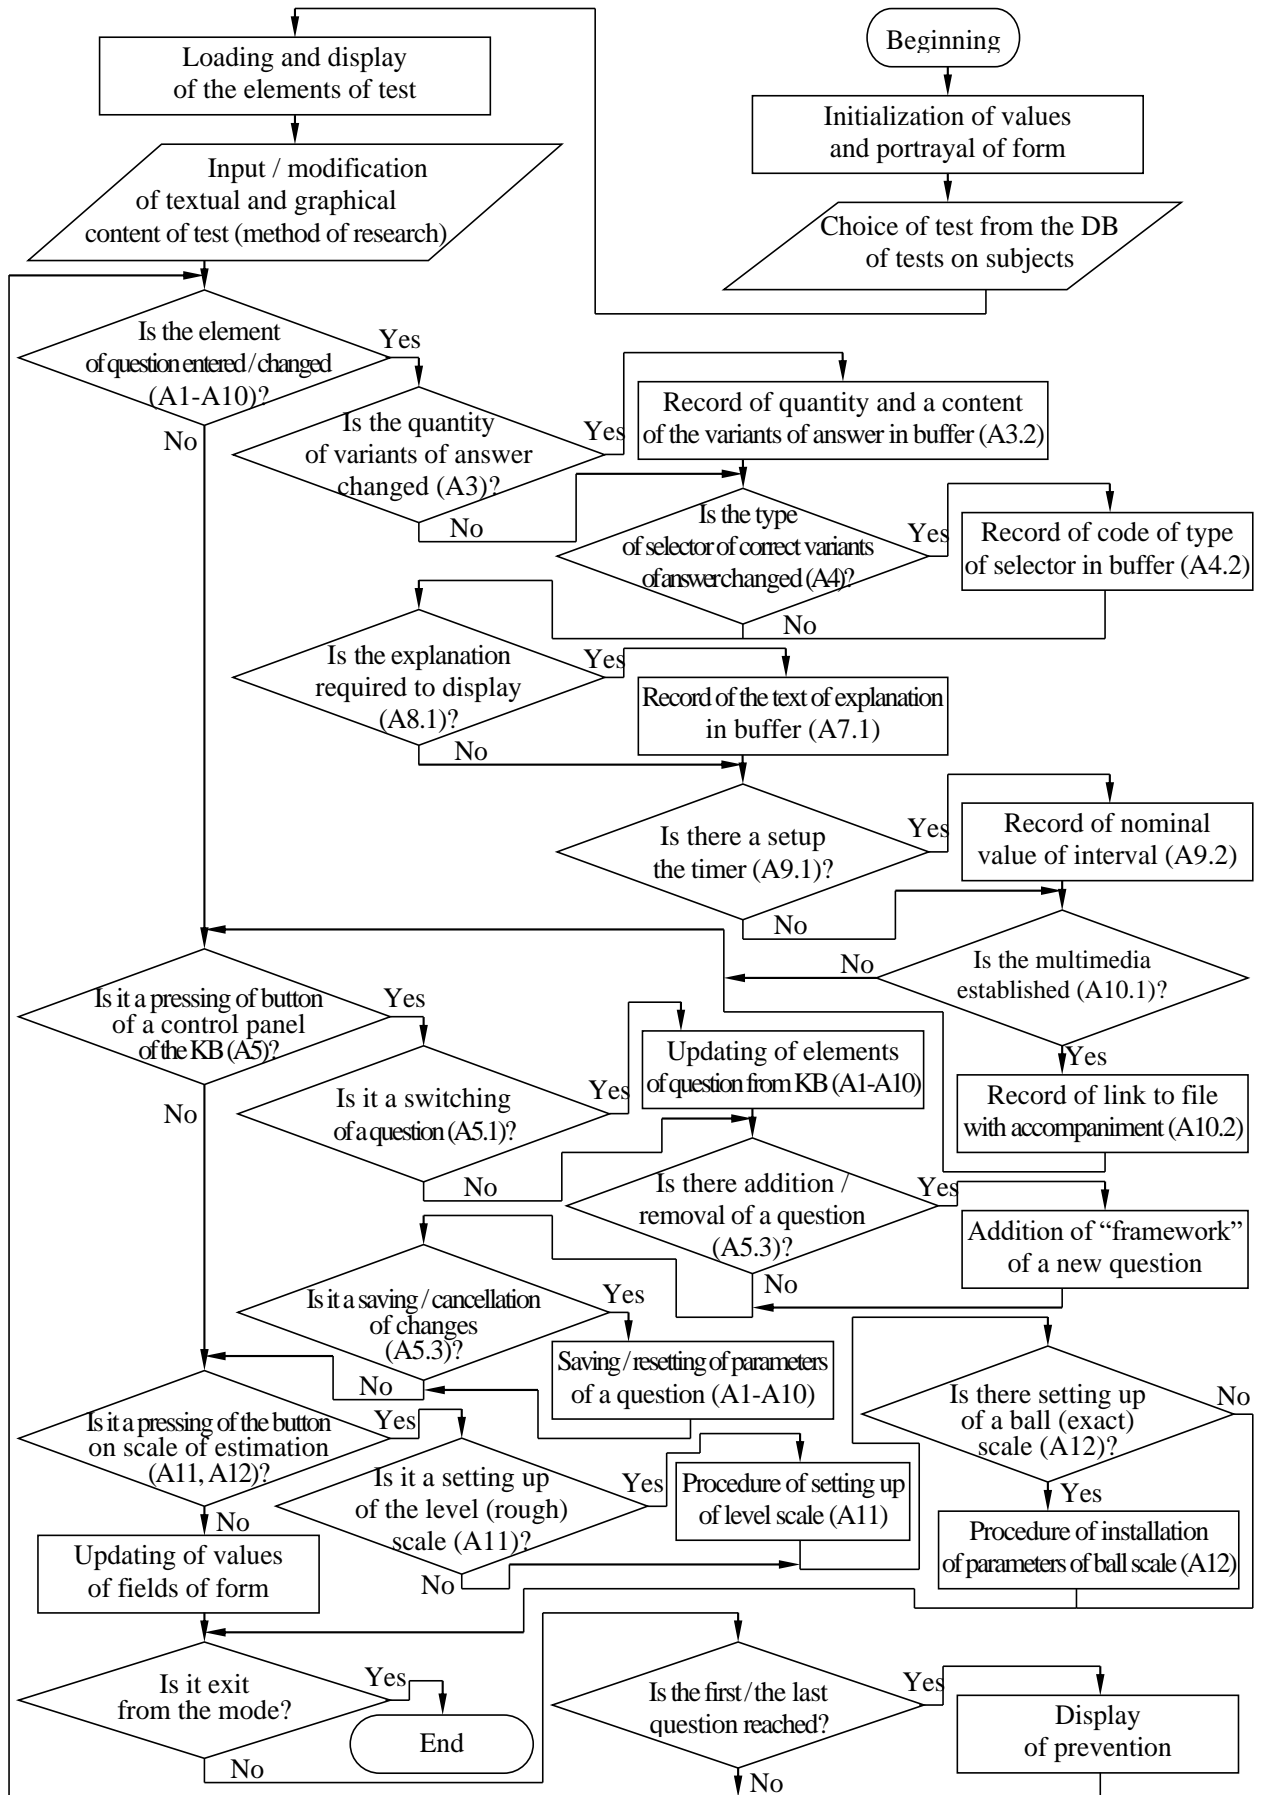 Beginning
Initialization of values
and portrayal of form
Choice of test from the DB
of tests on subjects
Loading and display
of the elements of test
Input / modification
of textual and graphical
content of test (method of research)
Is the element
of question entered / changed
(A1-A10)?
Yes
No
Is the quantity
of variants of answer
changed (A3)?
Yes
No
Record of quantity and a content
of the variants of answer in buffer (A3.2)
Is the type
of selector of correct variants
of answer changed (A4)?
Yes
No
Record of code of type
of selector in buffer (A4.2)
Is the explanation
required to display
(A8.1)?
Yes
No
Record of the text of explanation
in buffer (A7.1)
Is there a setup
the timer (A9.1)?
Yes
No
Record of nominal
value of interval (A9.2)
Is the multimedia
established (A10.1)?
No
Yes
Record of link to file
with accompaniment (A10.2)
Is it a pressing of button
of a control panel
of the KB (A5)?
Yes
No
Is it a switching
of a question (A5.1)?
Yes
No
Updating of elements
of question from KB (A1-A10)
Is there addition /
removal of a question
(A5.3)?
Yes
No
Addition of “framework”
of a new question
Is it a saving / cancellation
of changes
(A5.3)?
Yes
No
Saving / resetting of parameters
of a question (A1-A10)
Is it a pressing of the button
on scale of estimation
(A11, A12)?
Yes
No
Is it a setting up
of the level (rough)
scale (A11)?
Yes
No
Procedure of setting up
of level scale (A11)
Is there setting up
of a ball (exact)
scale (A12)?
No
Yes
Procedure of installation
of parameters of ball scale (A12)
Updating of values
of fields of form
Is it exit
from the mode?
Yes
No
End
Is the first / the last
question reached?
Yes
No
Display
of prevention